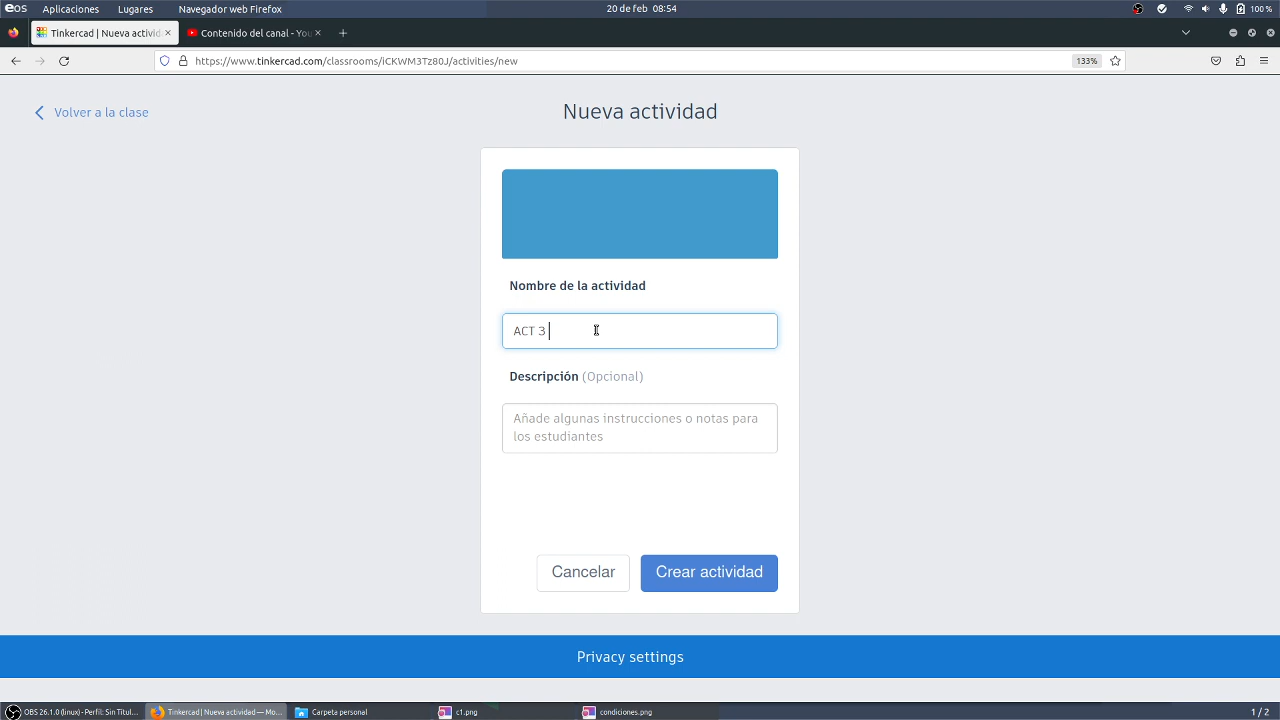 eos Aplicaciones Lugares Navegador web Firefox 20 de feb 08:54 100 %
Tinkercad | Nueva activid × Contenido del canal - You ×
https://www.tinkercad.com/classrooms/iCKWM3Tz80J/activities/new 133%
Volver a la clase
Nueva actividad
Nombre de la actividad
ACT 3
Descripción (Opcional)
Añade algunas instrucciones o notas para
los estudiantes
Cancelar Crear actividad
Privacy settings
OBS 26.1.0 (linux) - Perfil: Sin Titul... Tinkercad | Nueva actividad — Mo... Carpeta personal c1.png condiciones.png 1 / 2